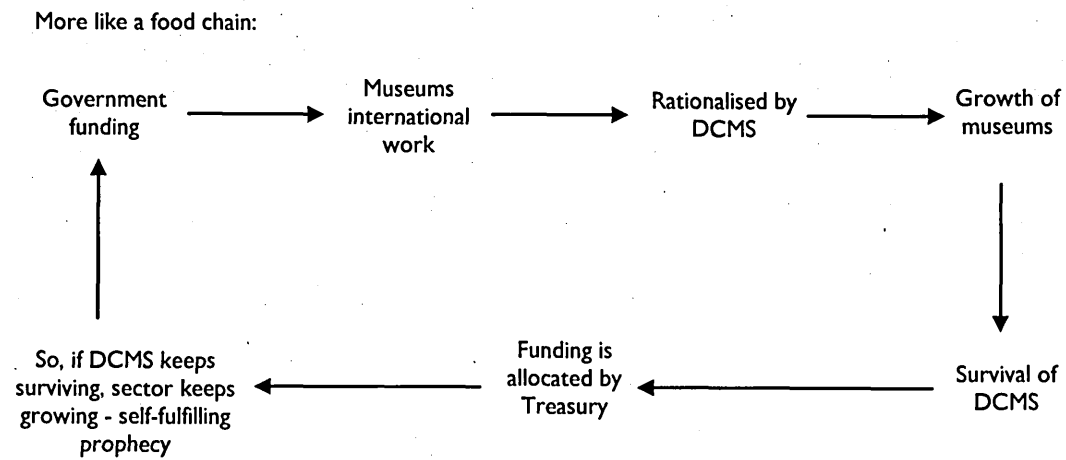 More like a food chain:
Government
funding
Museums
international
work
Rationalised by
DCMS
Growth of
museums
Survival of
DCMS
Funding is
allocated by
Treasury
So, if DCMS keeps
surviving, sector keeps
growing - self-fulfilling
prophecy